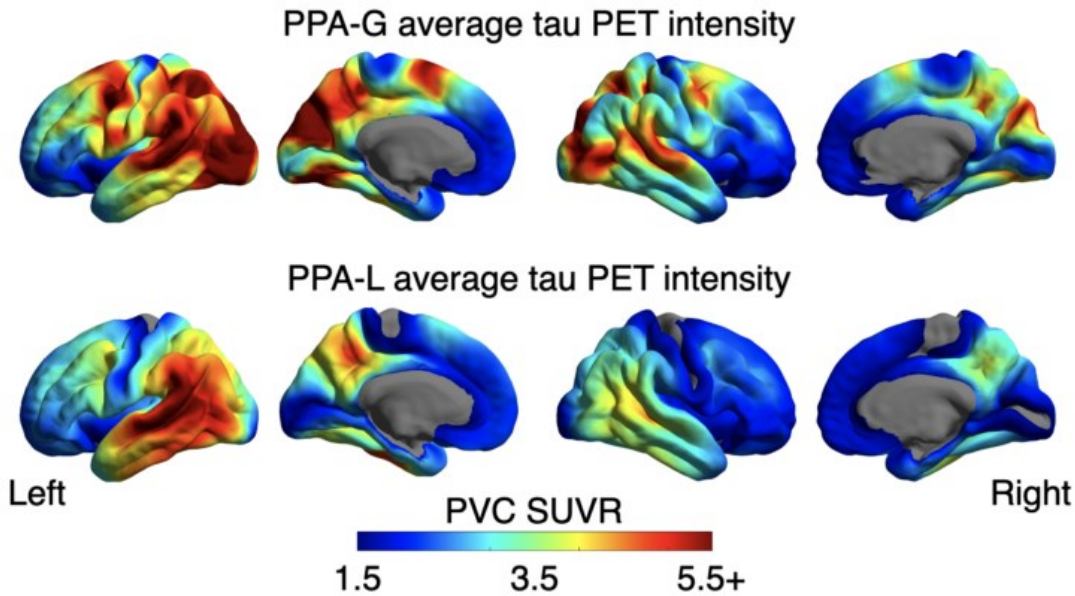 PPA-G average tau PET intensity
PPA-L average tau PET intensity
Left
Right
PVC SUVR
1.5 3.5 5.5+